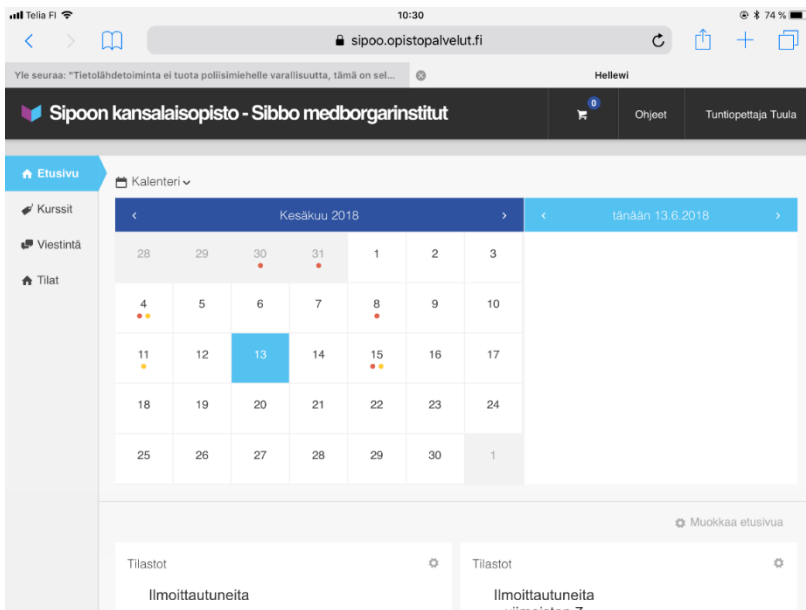 Telia FI 10:30 74 %
sipoo.opistopalvelut.fi
Yle seuraa: "Tietolähdetoiminta ei tuota poliisimiehelle varallisuutta, tämä on sel... Hellewi
Sipoon kansalaisopisto - Sibbo medborgarinstitut 0 Ohjeet Tuntiopettaja Tuula
Etusivu
Kurssit
Viestintä
Tilat
Kalenteri
Kesäkuu 2018 tänään 13.6.2018
28 29 30 31 1 2 3
4 5 6 7 8 9 10
11 12 13 14 15 16 17
18 19 20 21 22 23 24
25 26 27 28 29 30 1
Muokkaa etusivua
Tilastot Tilastot
Ilmoittautuneita Ilmoittautuneita